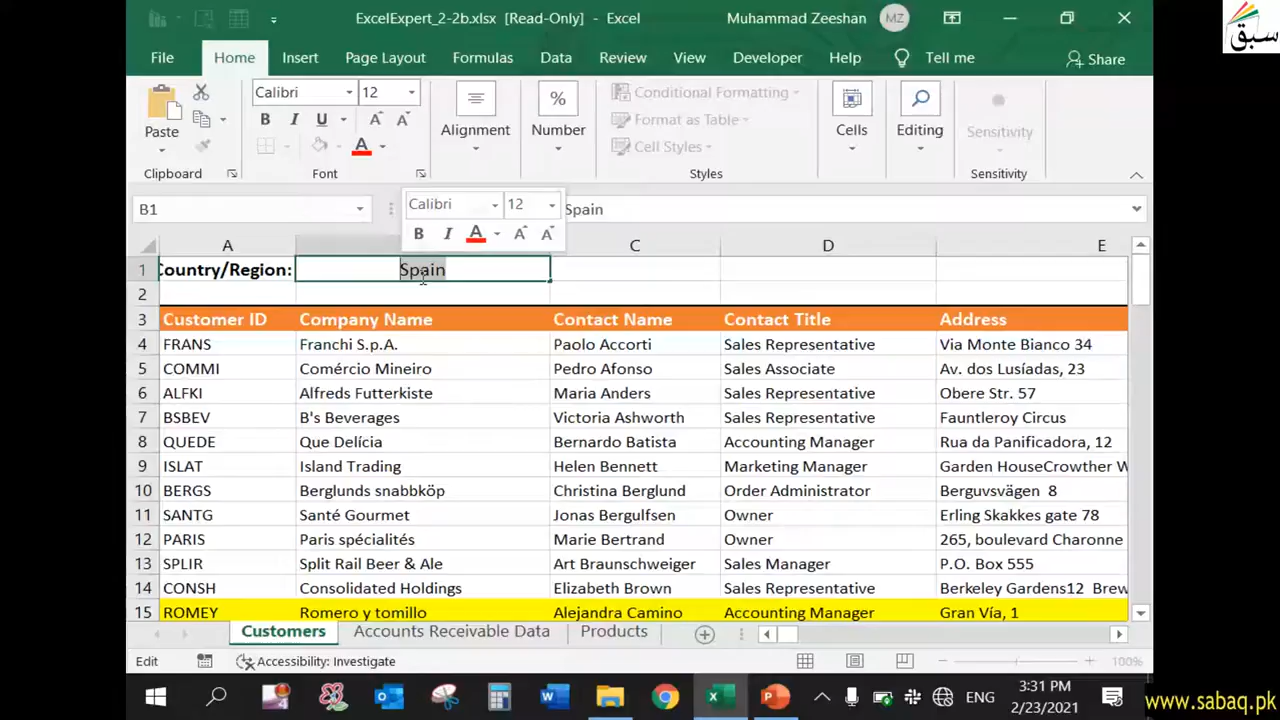 ExcelExpert_2-2b.xlsx [Read-Only] - Excel
Muhammad Zeeshan
MZ
سبق
File Home Insert Page Layout Formulas Data Review View Developer Help Tell me Share
Paste
Clipboard
Calibri 12
B I U A A
A
Font
Alignment
%
Number
Conditional Formatting
Format as Table
Cell Styles
Styles
Cells
Editing
Sensitivity
Sensitivity
B1
Calibri 12
B I A A A
Spain
A C D E
1 Country/Region: Spain
2
3 Customer ID Company Name Contact Name Contact Title Address
4 FRANS Franchi S.p.A. Paolo Accorti Sales Representative Via Monte Bianco 34
5 COMMI Comércio Mineiro Pedro Afonso Sales Associate Av. dos Lusíadas, 23
6 ALFKI Alfreds Futterkiste Maria Anders Sales Representative Obere Str. 57
7 BSBEV B's Beverages Victoria Ashworth Sales Representative Fauntleroy Circus
8 QUEDE Que Delícia Bernardo Batista Accounting Manager Rua da Panificadora, 12
9 ISLAT Island Trading Helen Bennett Marketing Manager Garden HouseCrowther W
10 BERGS Berglunds snabbköp Christina Berglund Order Administrator Berguvsvägen 8
11 SANTG Santé Gourmet Jonas Bergulfsen Owner Erling Skakkes gate 78
12 PARIS Paris spécialités Marie Bertrand Owner 265, boulevard Charonne
13 SPLIR Split Rail Beer & Ale Art Braunschweiger Sales Manager P.O. Box 555
14 CONSH Consolidated Holdings Elizabeth Brown Sales Representative Berkeley Gardens12 Brew
15 ROMEY Romero y tomillo Alejandra Camino Accounting Manager Gran Vía, 1
Customers Accounts Receivable Data Products
Edit Accessibility: Investigate 100%
ENG
3:31 PM
2/23/2021
www.sabaq.pk